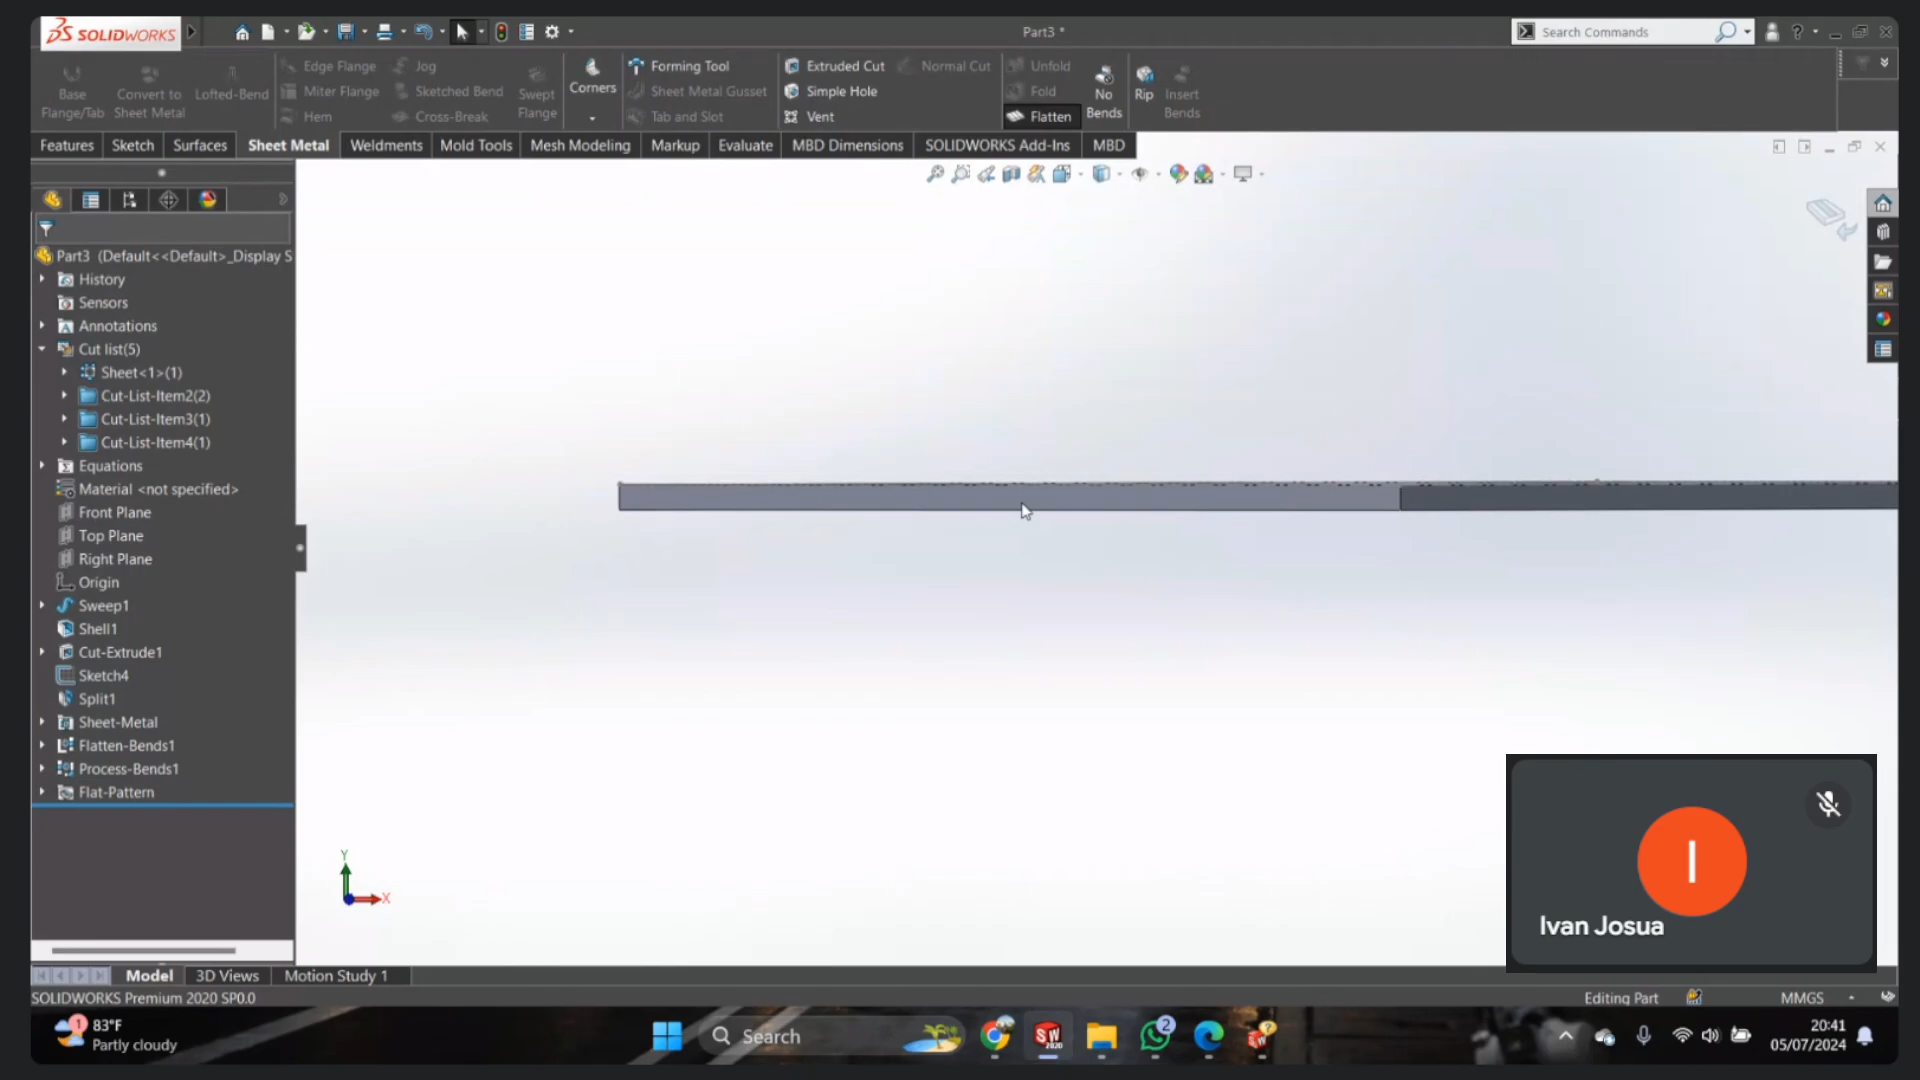 SOLIDWORKS
Part3 *
Search Commands
Base Flange/Tab
Convert to Sheet Metal
Lofted-Bend
Edge Flange
Miter Flange
Hem
Jog
Sketched Bend
Cross-Break
Swept Flange
Corners
Forming Tool
Sheet Metal Gusset
Tab and Slot
Extruded Cut
Simple Hole
Vent
Normal Cut
Unfold
Fold
Flatten
No Bends
Rip
Insert Bends
Features
Sketch
Surfaces
Sheet Metal
Weldments
Mold Tools
Mesh Modeling
Markup
Evaluate
MBD Dimensions
SOLIDWORKS Add-Ins
MBD
Part3 (Default<<Default>_Display S
History
Sensors
Annotations
Cut list(5)
Sheet<1>(1)
Cut-List-Item2(2)
Cut-List-Item3(1)
Cut-List-Item4(1)
Equations
Material <not specified>
Front Plane
Top Plane
Right Plane
Origin
Sweep1
Shell1
Cut-Extrude1
Sketch4
Split1
Sheet-Metal
Flatten-Bends1
Process-Bends1
Flat-Pattern
Y
X
I
Ivan Josua
Model
3D Views
Motion Study 1
SOLIDWORKS Premium 2020 SP0.0
Editing Part
MMGS
1
83°F
Partly cloudy
Search
SW
2020
2
20:41
05/07/2024